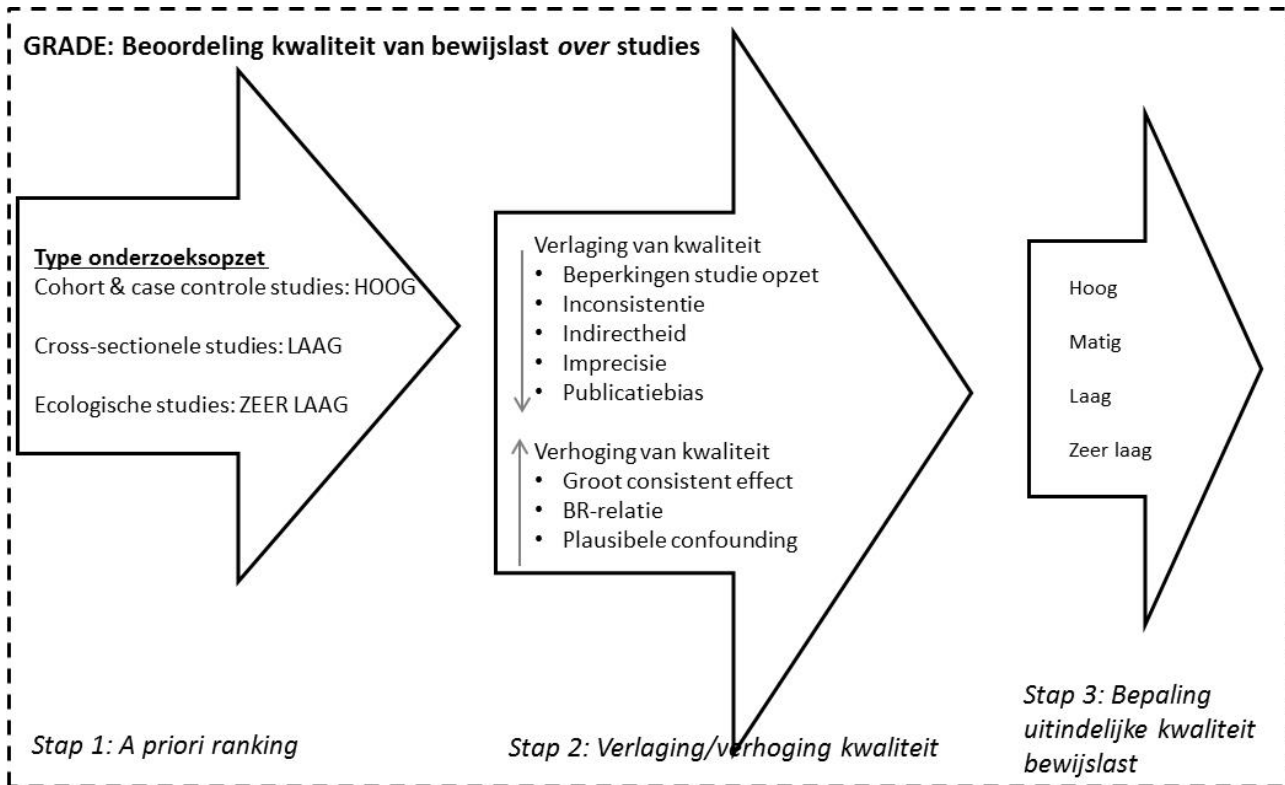 GRADE: Beoordeling kwaliteit van bewijslast over studies
Type onderzoeksopzet
Cohort & case controle studies: HOOG
Cross-sectionele studies: LAAG
Ecologische studies: ZEER LAAG
Stap 1: A priori ranking
Verlaging van kwaliteit
• Beperkingen studie opzet
• Inconsistentie
• Indirectheid
• Imprecisie
• Publicatiebias
Verhoging van kwaliteit
• Groot consistent effect
• BR-relatie
• Plausibele confounding
Stap 2: Verlaging/verhoging kwaliteit
Hoog
Matig
Laag
Zeer laag
Stap 3: Bepaling
uitindelijke kwaliteit
bewijslast